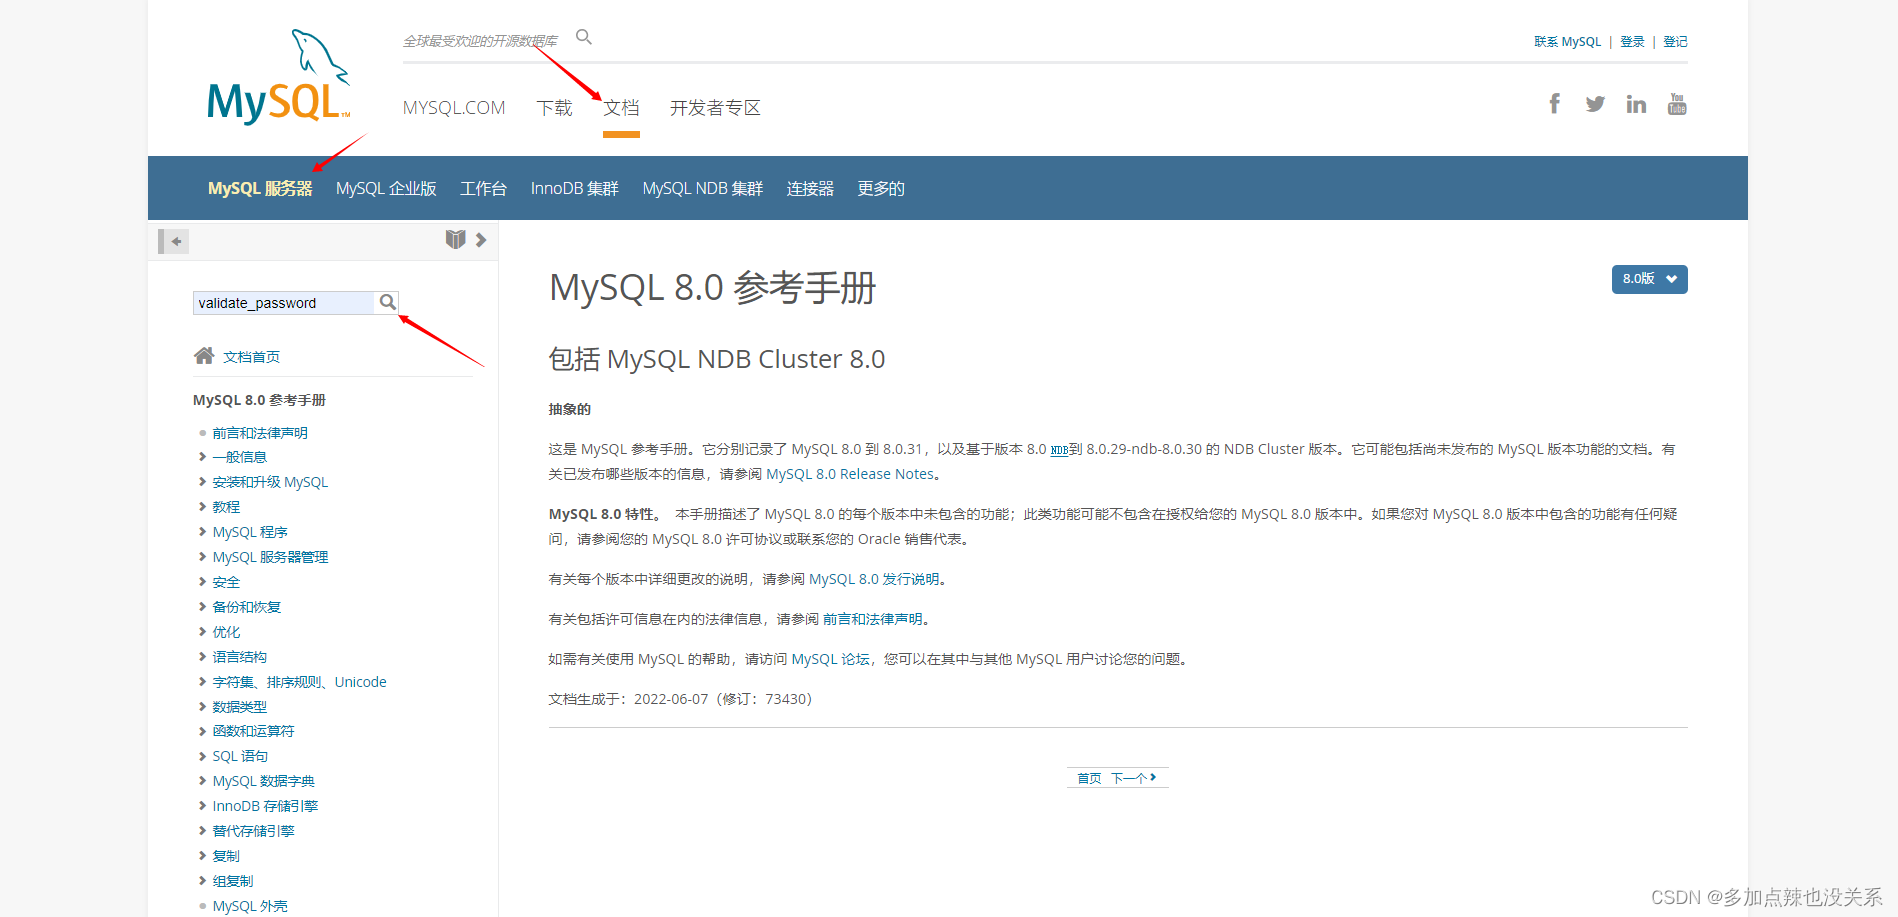 全球最受欢迎的开源数据库
联系 MySQL | 登录 | 登记
MySQL™
MYSQL.COM 下载 文档 开发者专区
You Tube
MySQL 服务器 MySQL 企业版 工作台 InnoDB 集群 MySQL NDB 集群 连接器 更多的
validate_password
文档首页
MySQL 8.0 参考手册
前言和法律声明
一般信息
安装和升级 MySQL
教程
MySQL 程序
MySQL 服务器管理
安全
备份和恢复
优化
语言结构
字符集、排序规则、Unicode
数据类型
函数和运算符
SQL 语句
MySQL 数据字典
InnoDB 存储引擎
替代存储引擎
复制
组复制
MySQL 外壳
MySQL 8.0 参考手册
8.0版
包括 MySQL NDB Cluster 8.0
抽象的
这是 MySQL 参考手册。它分别记录了 MySQL 8.0 到 8.0.31，以及基于版本 8.0 NDB到 8.0.29-ndb-8.0.30 的 NDB Cluster 版本。它可能包括尚未发布的 MySQL 版本功能的文档。有
关已发布哪些版本的信息，请参阅 MySQL 8.0 Release Notes。
MySQL 8.0 特性。 本手册描述了 MySQL 8.0 的每个版本中未包含的功能；此类功能可能不包含在授权给您的 MySQL 8.0 版本中。如果您对 MySQL 8.0 版本中包含的功能有任何疑
问，请参阅您的 MySQL 8.0 许可协议或联系您的 Oracle 销售代表。
有关每个版本中详细更改的说明，请参阅 MySQL 8.0 发行说明。
有关包括许可信息在内的法律信息，请参阅 前言和法律声明。
如需有关使用 MySQL 的帮助，请访问 MySQL 论坛，您可以在其中与其他 MySQL 用户讨论您的问题。
文档生成于：2022-06-07（修订：73430）
首页 下一个
CSDN @多加点辣也没关系